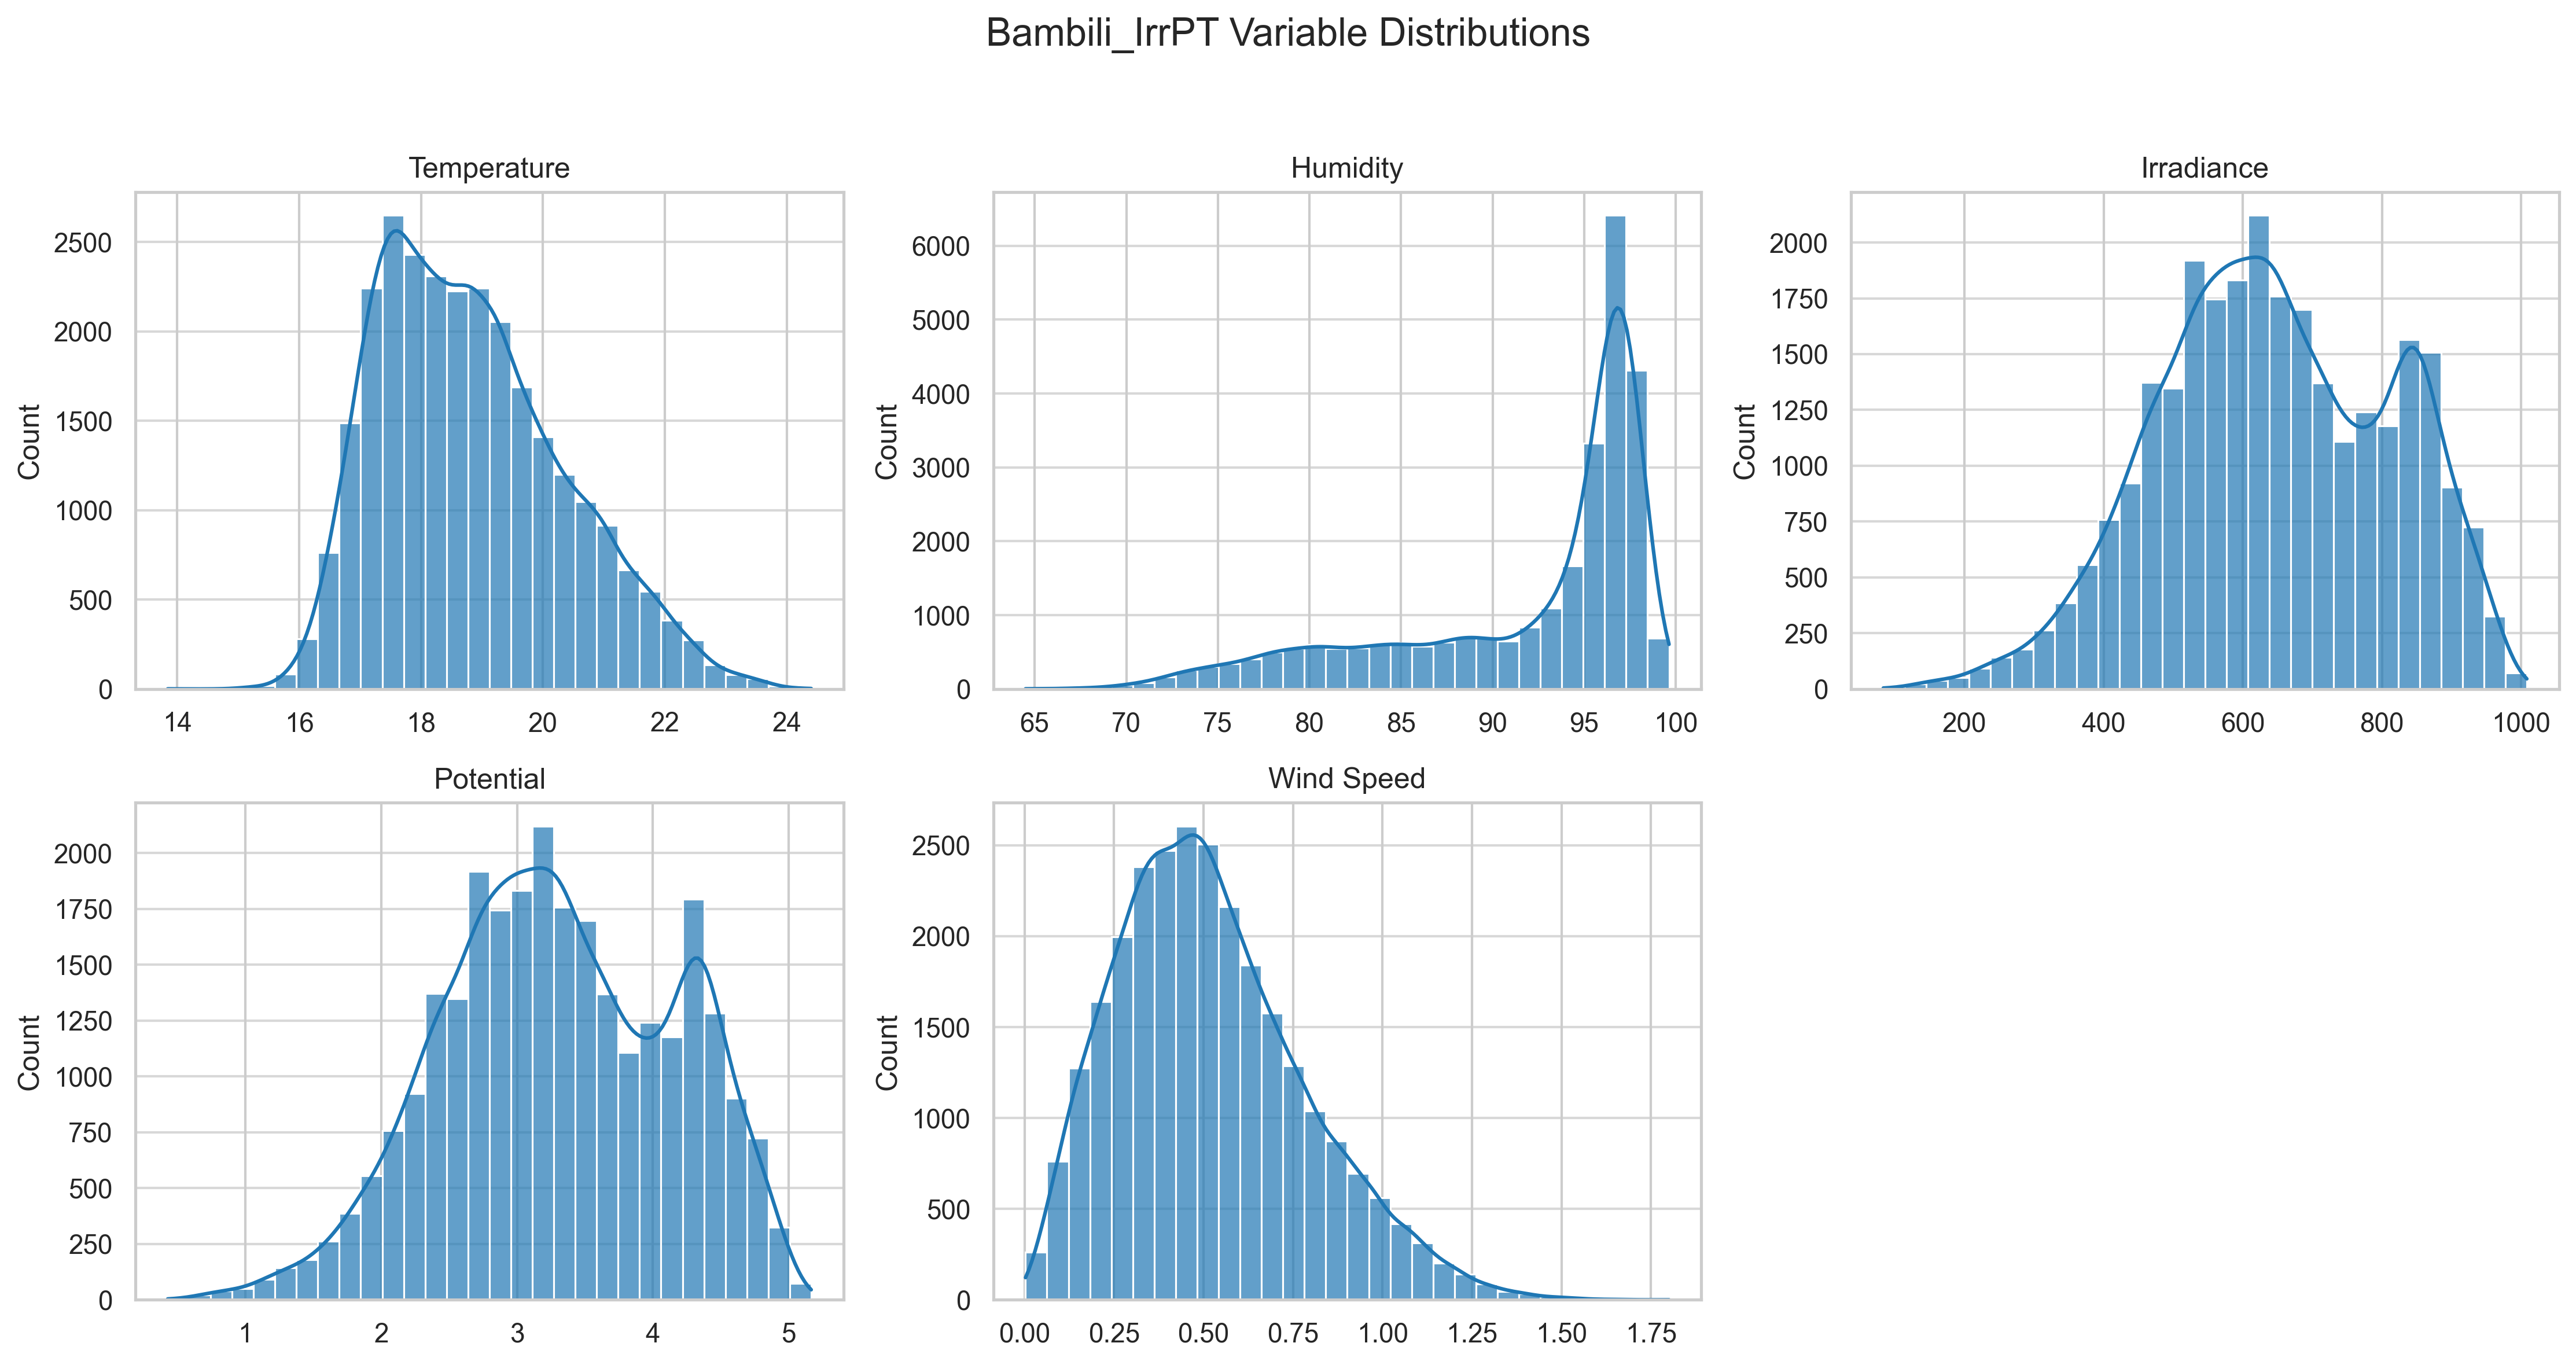 Bambili_IrrPT Variable Distributions
Temperature
Count
2500
2000
1500
1000
500
0
14 16 18 20 22 24
Humidity
Count
6000
5000
4000
3000
2000
1000
0
65 70 75 80 85 90 95 100
Irradiance
Count
2000
1750
1500
1250
1000
750
500
250
0
200 400 600 800 1000
Potential
Count
2000
1750
1500
1250
1000
750
500
250
0
1 2 3 4 5
Wind Speed
Count
2500
2000
1500
1000
500
0
0.00 0.25 0.50 0.75 1.00 1.25 1.50 1.75